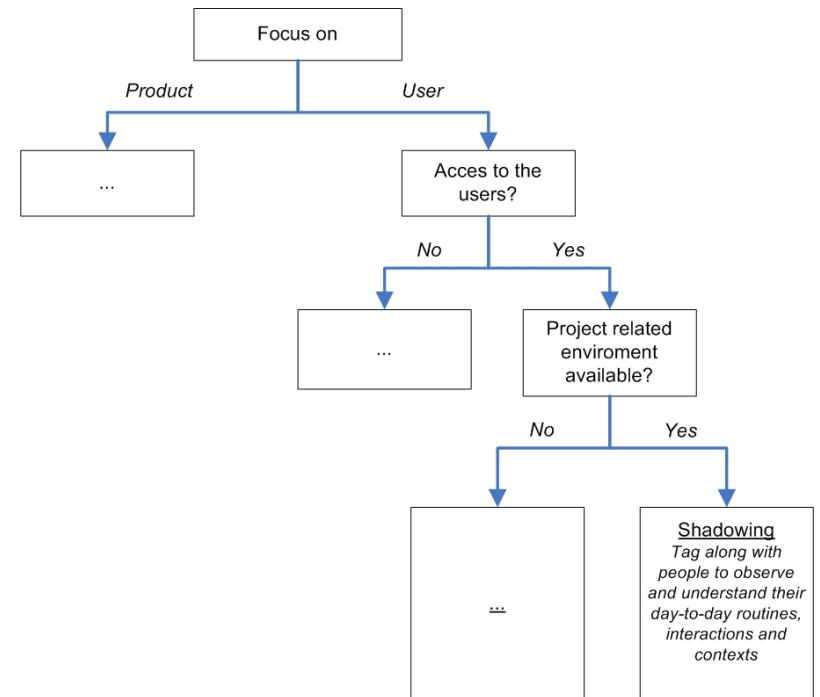 Focus on
Product
User
...
Acces to the
users?
No
Yes
...
Project related
enviroment
available?
No
Yes
...
Shadowing
Tag along with
people to observe
and understand their
day-to-day routines,
interactions and
contexts